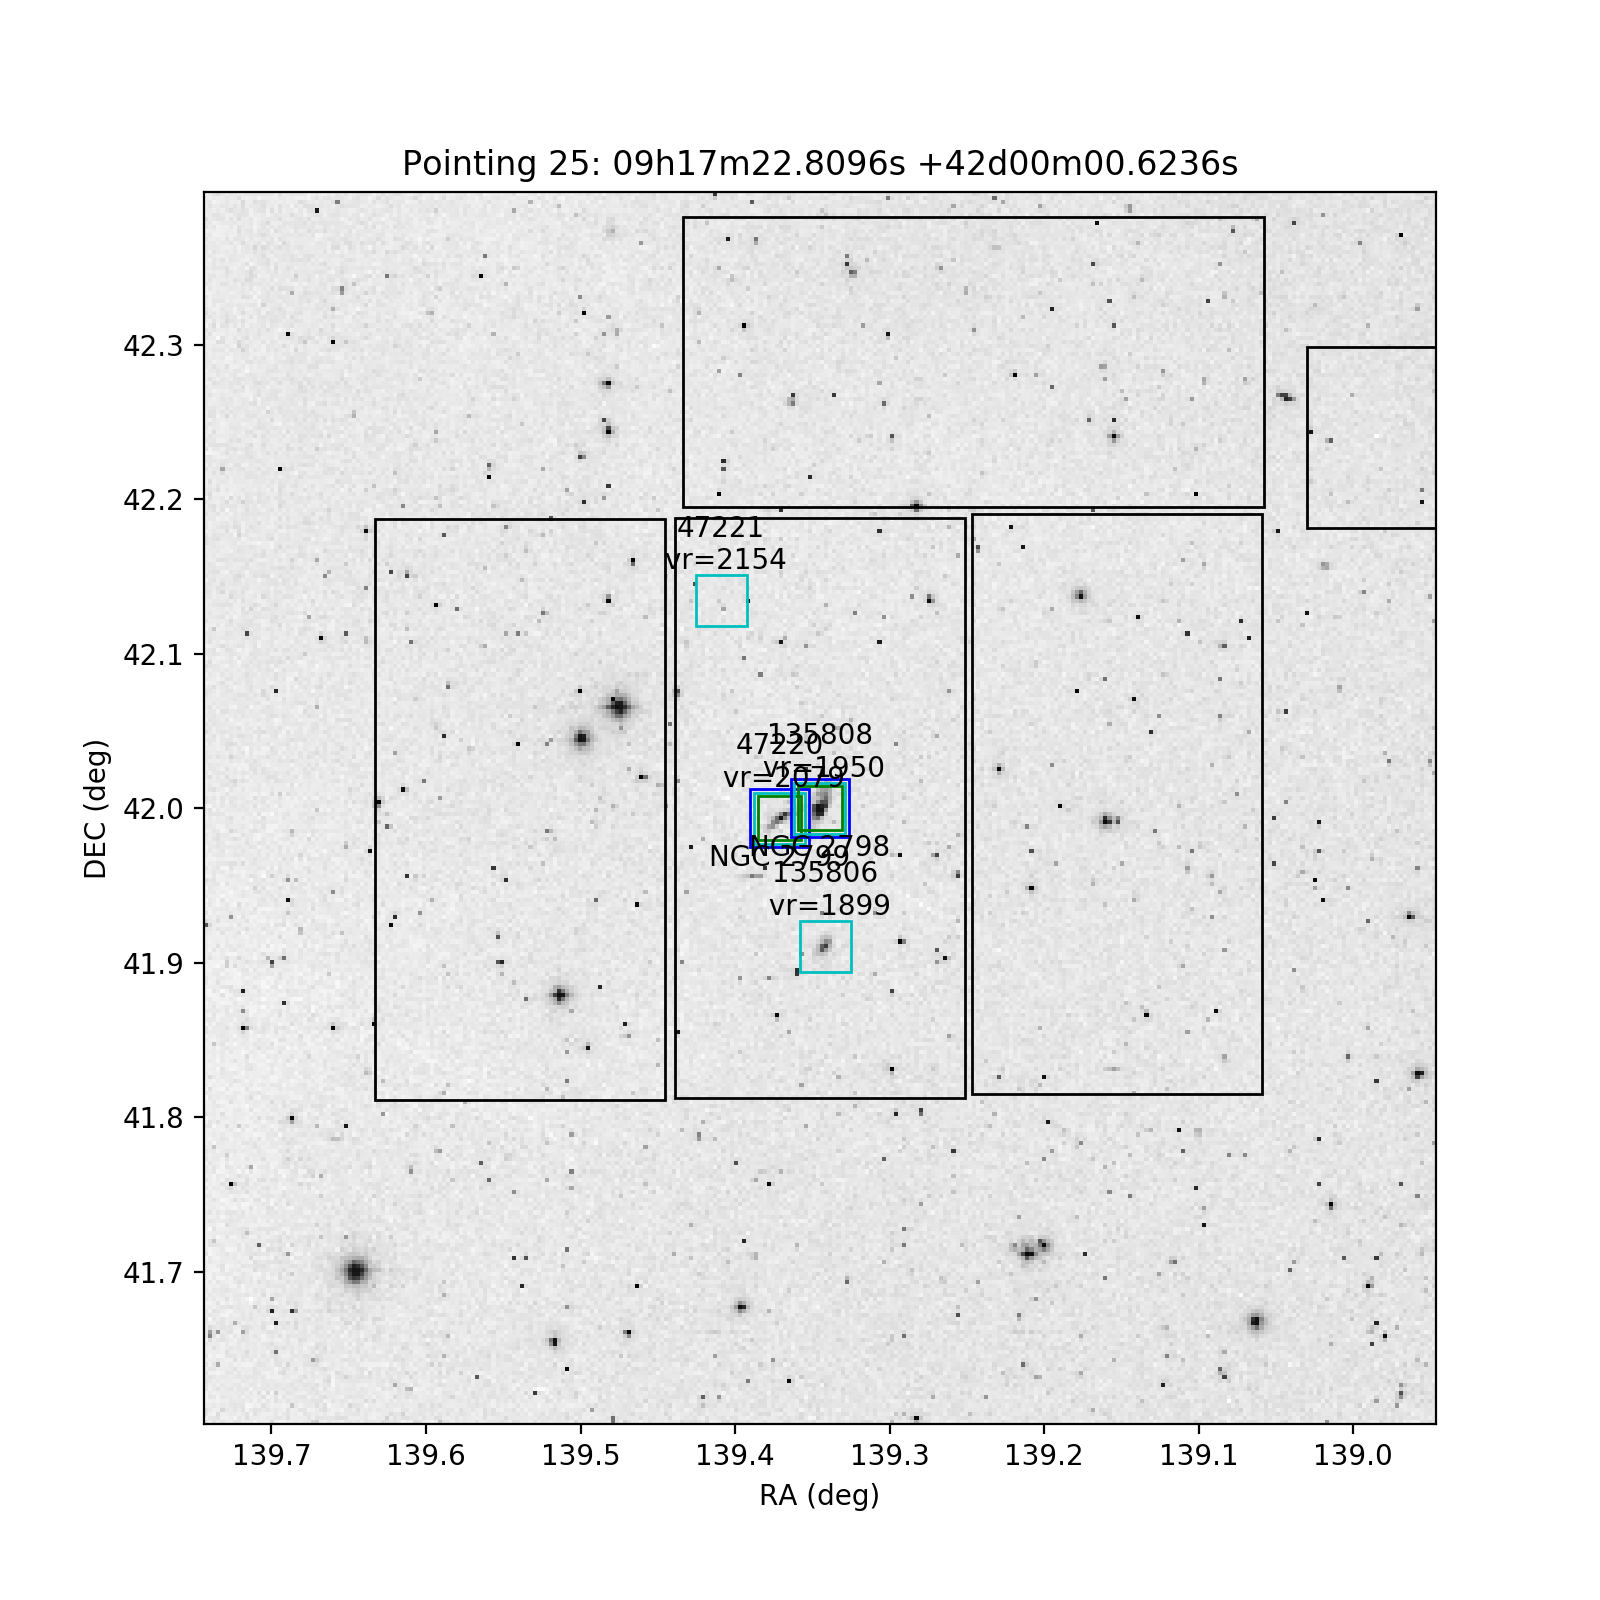 Pointing 25: 09h17m22.8096s +42d00m00.6236s
42.3
42.2
42.1
42.0
41.9
41.8
41.7
DEC (deg)
47221
vr=2154
135808
vr=1950
47220
vr=2079
NGC 2798
NGC 2799
135806
vr=1899
139.7 139.6 139.5 139.4 139.3 139.2 139.1 139.0
RA (deg)